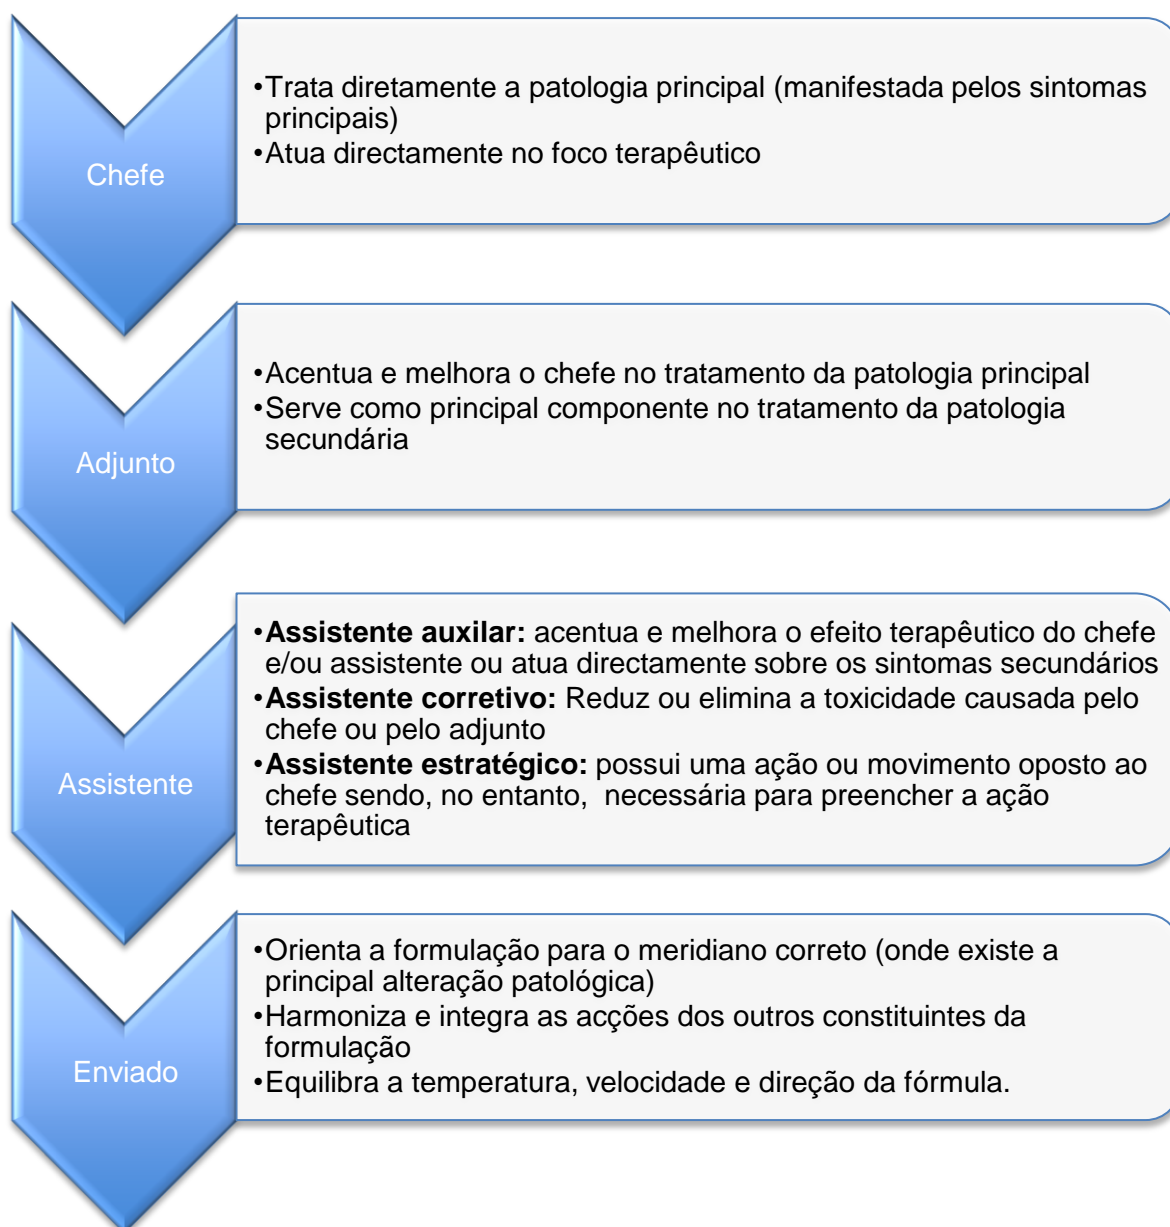 Chefe
•Trata diretamente a patologia principal (manifestada pelos sintomas
principais)
•Atua directamente no foco terapêutico
Adjunto
•Acentua e melhora o chefe no tratamento da patologia principal
•Serve como principal componente no tratamento da patologia
secundária
Assistente
•Assistente auxilar: acentua e melhora o efeito terapêutico do chefe
e/ou assistente ou atua directamente sobre os sintomas secundários
•Assistente corretivo: Reduz ou elimina a toxicidade causada pelo
chefe ou pelo adjunto
•Assistente estratégico: possui uma ação ou movimento oposto ao
chefe sendo, no entanto, necessária para preencher a ação
terapêutica
Enviado
•Orienta a formulação para o meridiano correto (onde existe a
principal alteração patológica)
•Harmoniza e integra as acções dos outros constituintes da
formulação
•Equilibra a temperatura, velocidade e direção da fórmula.